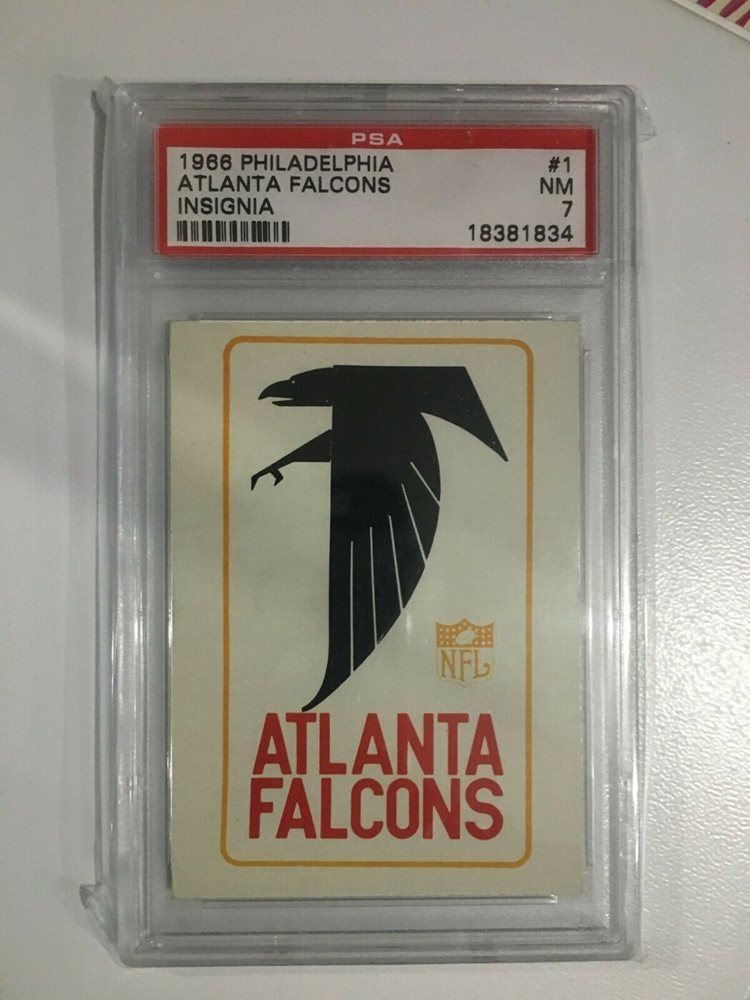 PSA
1966 PHILADELPHIA #1
ATLANTA FALCONS NM
INSIGNIA 7
18381834
NFL
ATLANTA
FALCONS